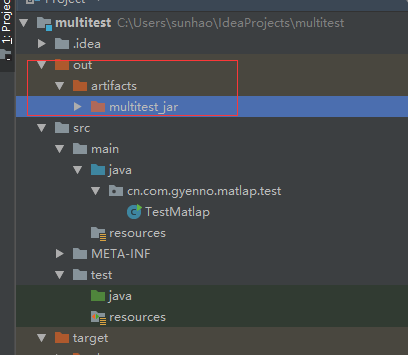 Project
1: Project
multitest C:\Users\sunhao\IdeaProjects\multitest
.idea
out
artifacts
multitest_jar
src
main
java
cn.com.gyenno.matlap.test
TestMatlap
resources
META-INF
test
java
resources
target